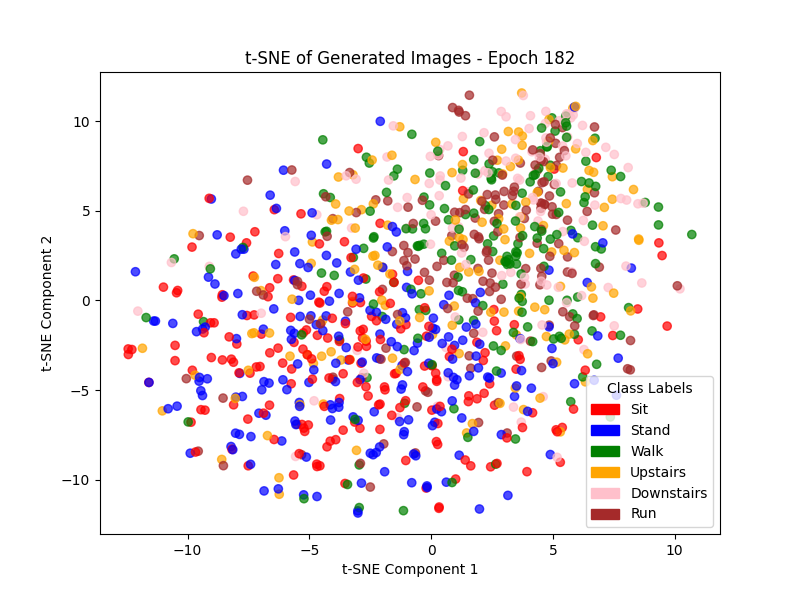 t-SNE of Generated Images - Epoch 182
t-SNE Component 2
10
5
0
−5
−10
Class Labels
Sit
Stand
Walk
Upstairs
Downstairs
Run
−10
−5
0
5
10
t-SNE Component 1